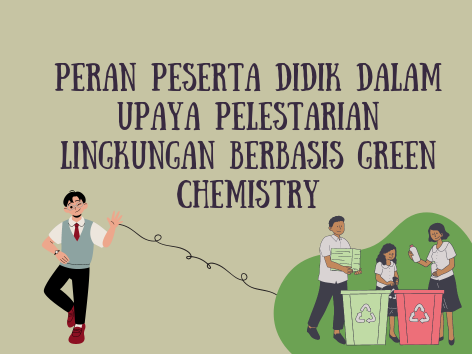 PERAN PESERTA DIDIK DALAM
UPAYA PELESTARIAN
LINGKUNGAN BERBASIS GREEN
CHEMISTRY